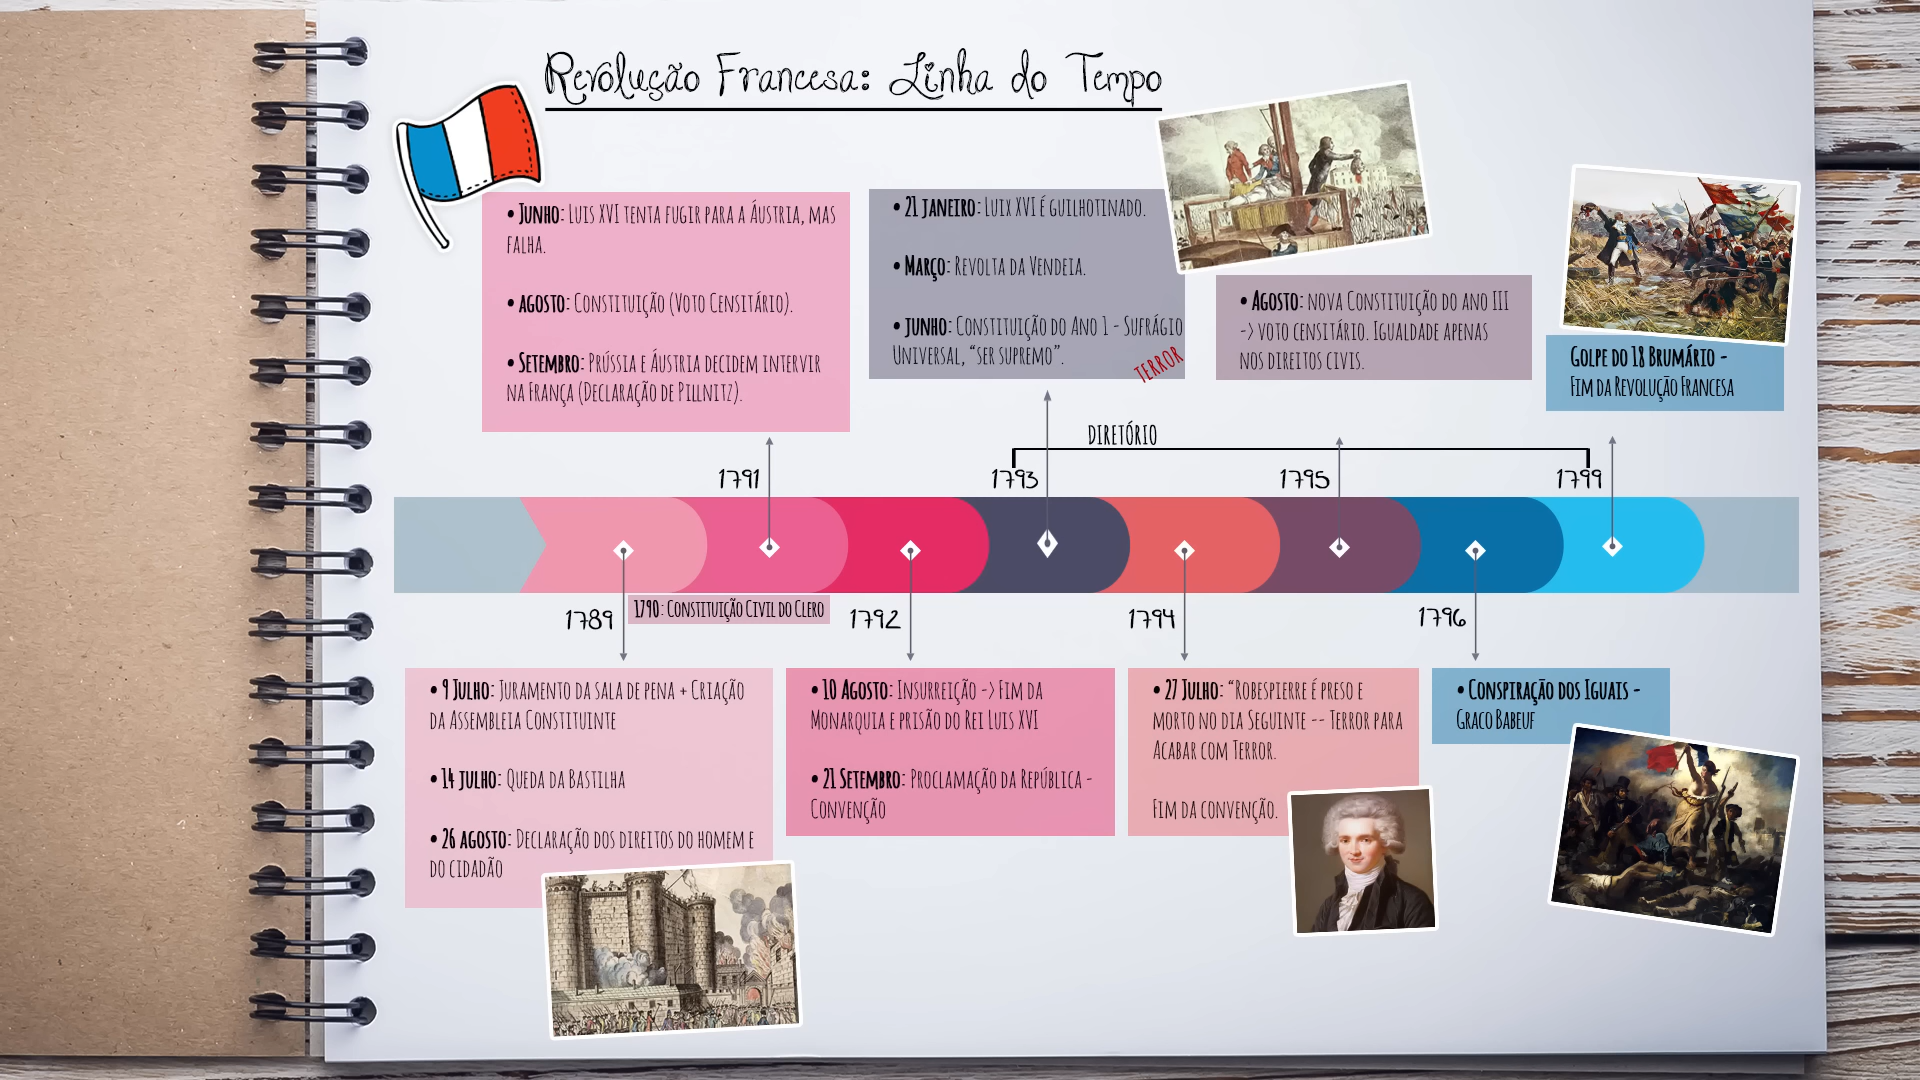 Revolução Francesa: Linha do Tempo
• Junho: Luis XVI tenta fugir para a Áustria, mas
falha.
• agosto: Constituição (Voto Censitário).
• Setembro: Prússia e Áustria decidem intervir
na França (Declaração de Pillnitz).
• 21 janeiro: Luix XVI é guilhotinado.
• Março: Revolta da Vendeia.
• junho: Constituição do Ano 1 - Sufrágio
Universal, “ser supremo”.
TERROR
• Agosto: nova Constituição do ano III
-> voto censitário. Igualdade apenas
nos direitos civis.
Golpe do 18 Brumário -
Fim da Revolução Francesa
DIRETÓRIO
1791
1793
1795
1799
1789
1790: Constituição Civil do Clero
1792
1794
1796
• 9 Julho: Juramento da sala de pena + Criação
da Assembleia Constituinte
• 14 julho: Queda da Bastilha
• 26 agosto: Declaração dos direitos do homem e
do cidadão
• 10 Agosto: Insurreição -> Fim da
Monarquia e prisão do Rei Luis XVI
• 21 Setembro: Proclamação da República -
Convenção
• 27 Julho: “Robespierre é preso e
morto no dia Seguinte -- Terror para
Acabar com Terror.
Fim da convenção.
• Conspiração dos Iguais -
Graco Babeuf